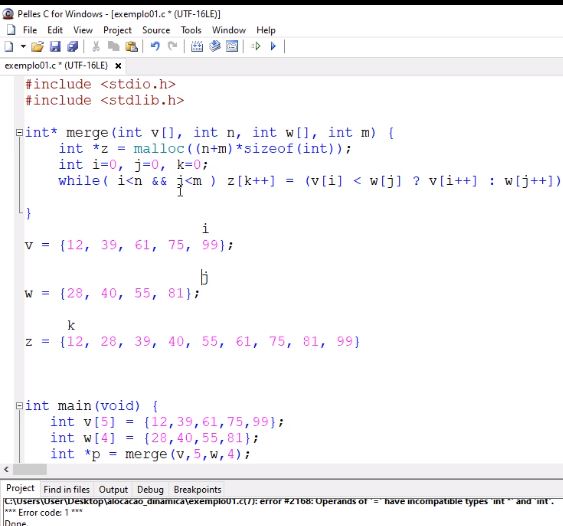 Pelles C for Windows - [exemplo01.c * (UTF-16LE)]
File Edit View Project Source Tools Window Help
exemplo01.c * (UTF-16LE)
#include <stdio.h>
#include <stdlib.h>
int* merge(int v[], int n, int w[], int m) {
int *z = malloc((n+m)*sizeof(int));
int i=0, j=0, k=0;
while( i<n && j<m ) z[k++] = (v[i] < w[j] ? v[i++] : w[j++])
}
i
v = {12, 39, 61, 75, 99};
j
w = {28, 40, 55, 81};
k
z = {12, 28, 39, 40, 55, 61, 75, 81, 99}
int main(void) {
int v[5] = {12,39,61,75,99};
int w[4] = {28,40,55,81};
int *p = merge(v,5,w,4);
Project Find in files Output Debug Breakpoints
C:\Users\User\Desktop\alocacao_dinamica\exemplo01.c(7): error #2168: Operands of '=' have incompatible types 'int *' and 'int'.
*** Error code: 1 ***
Done.